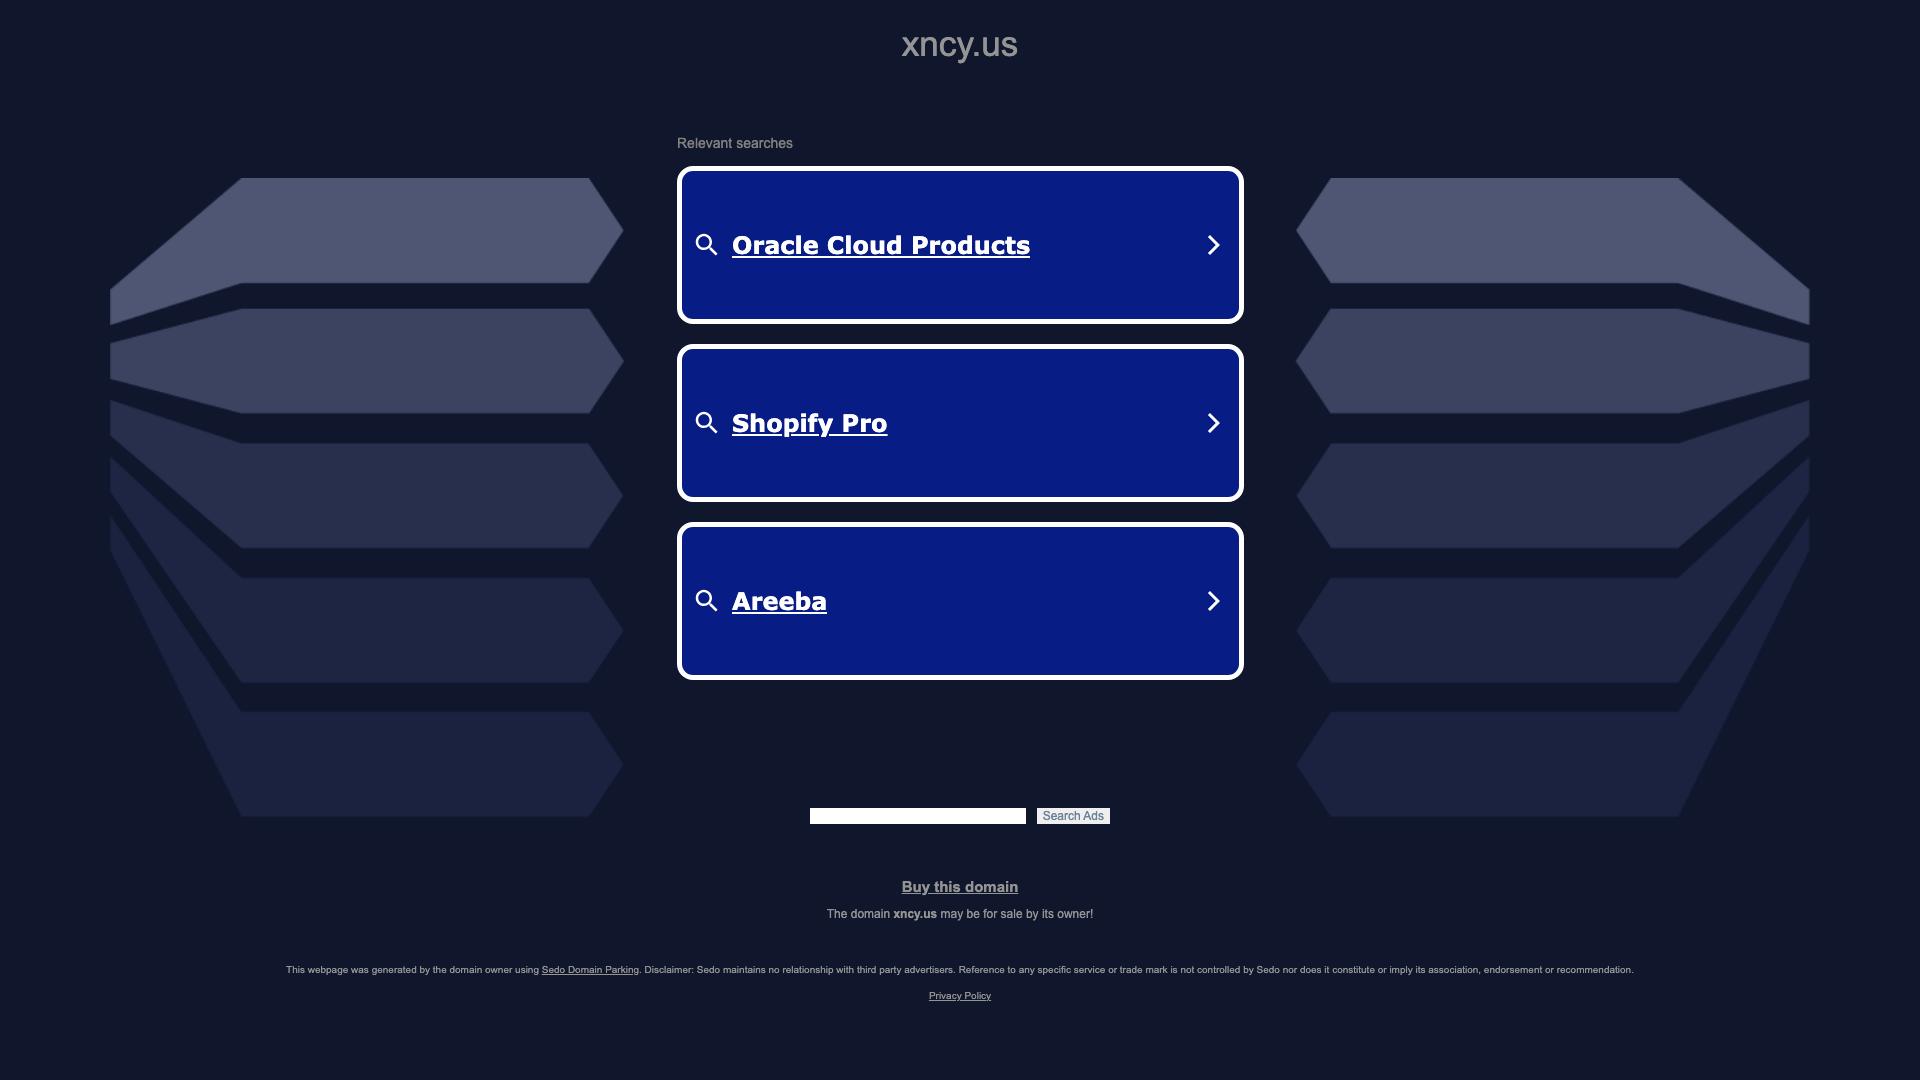 xncy.us
Relevant searches
Oracle Cloud Products
Shopify Pro
Areeba
Search Ads
Buy this domain
The domain xncy.us may be for sale by its owner!
This webpage was generated by the domain owner using Sedo Domain Parking. Disclaimer: Sedo maintains no relationship with third party advertisers. Reference to any specific service or trade mark is not controlled by Sedo nor does it constitute or imply its association, endorsement or recommendation.
Privacy Policy